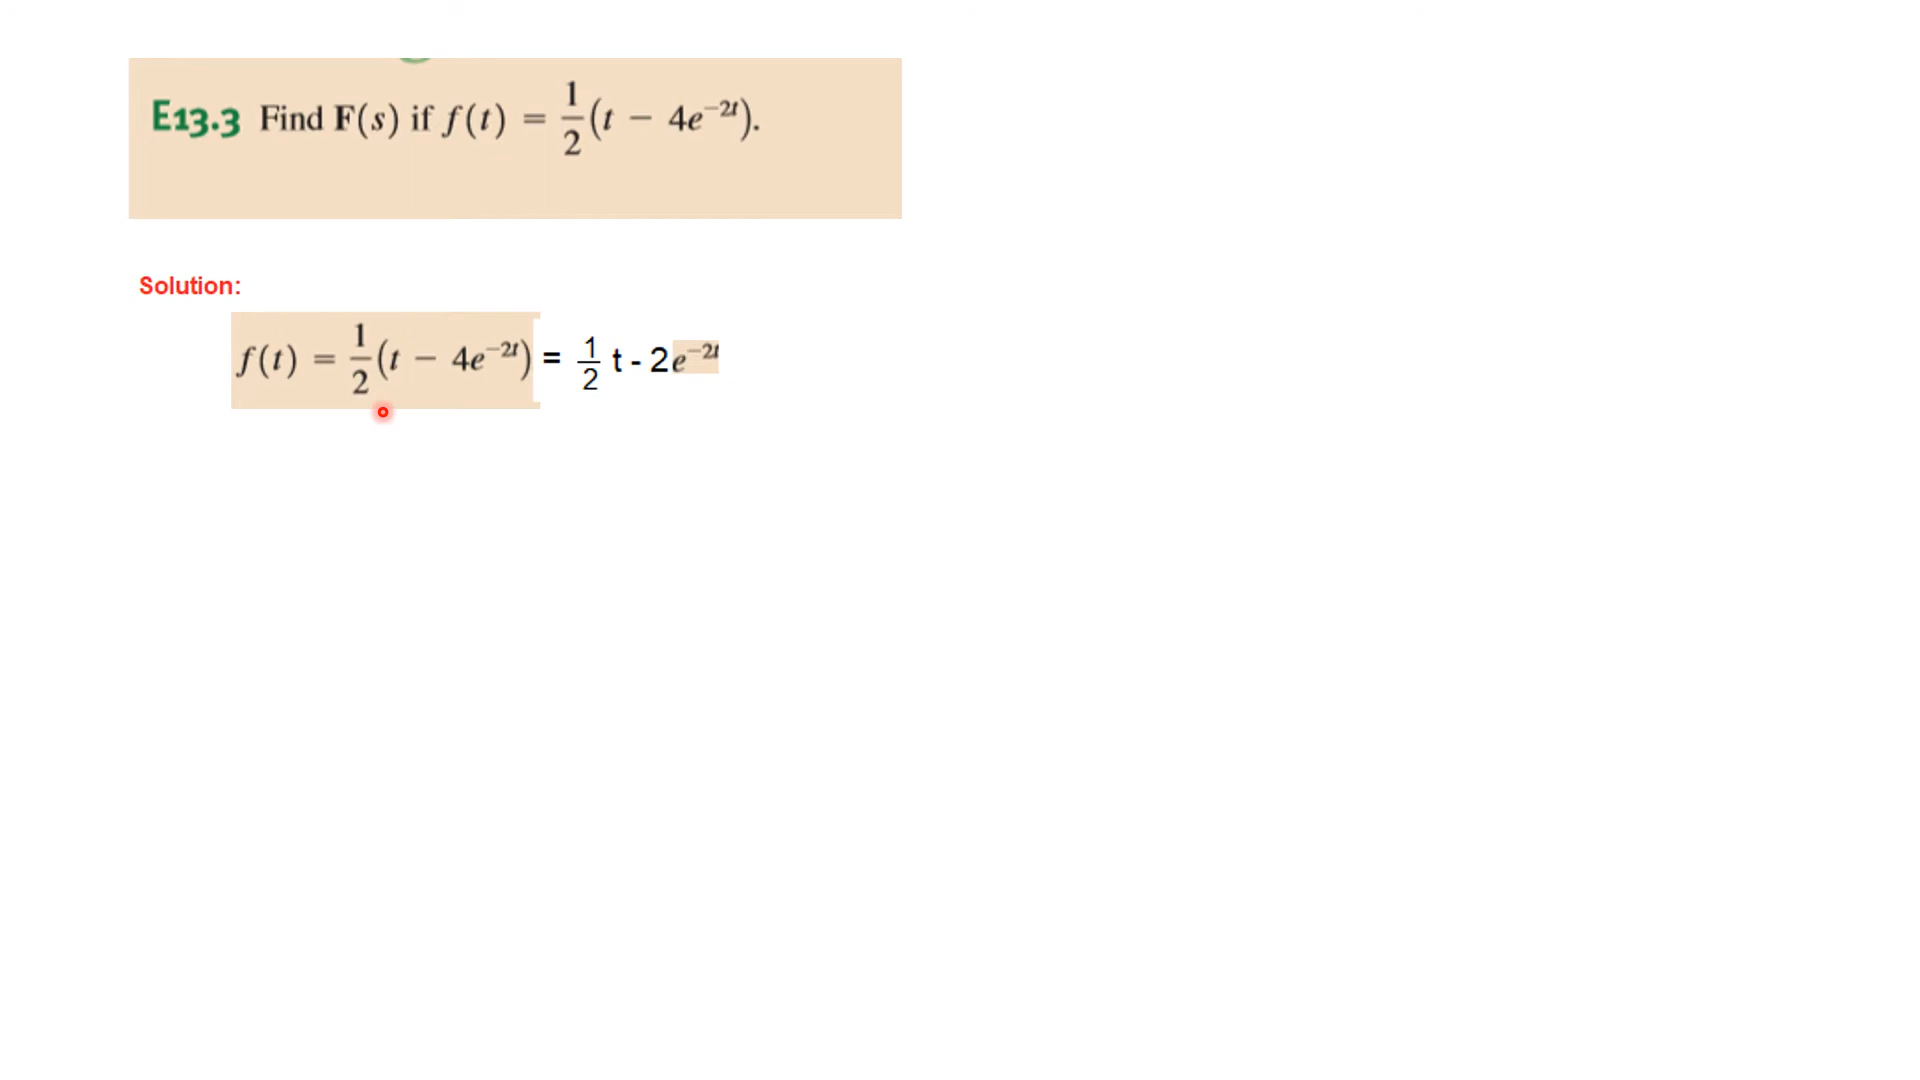 E13.3 Find F(s) if f(t) = 1/2 (t − 4e^−2t).
Solution:
f(t) = 1/2 (t − 4e^−2t) = 1/2 t - 2e^−2t